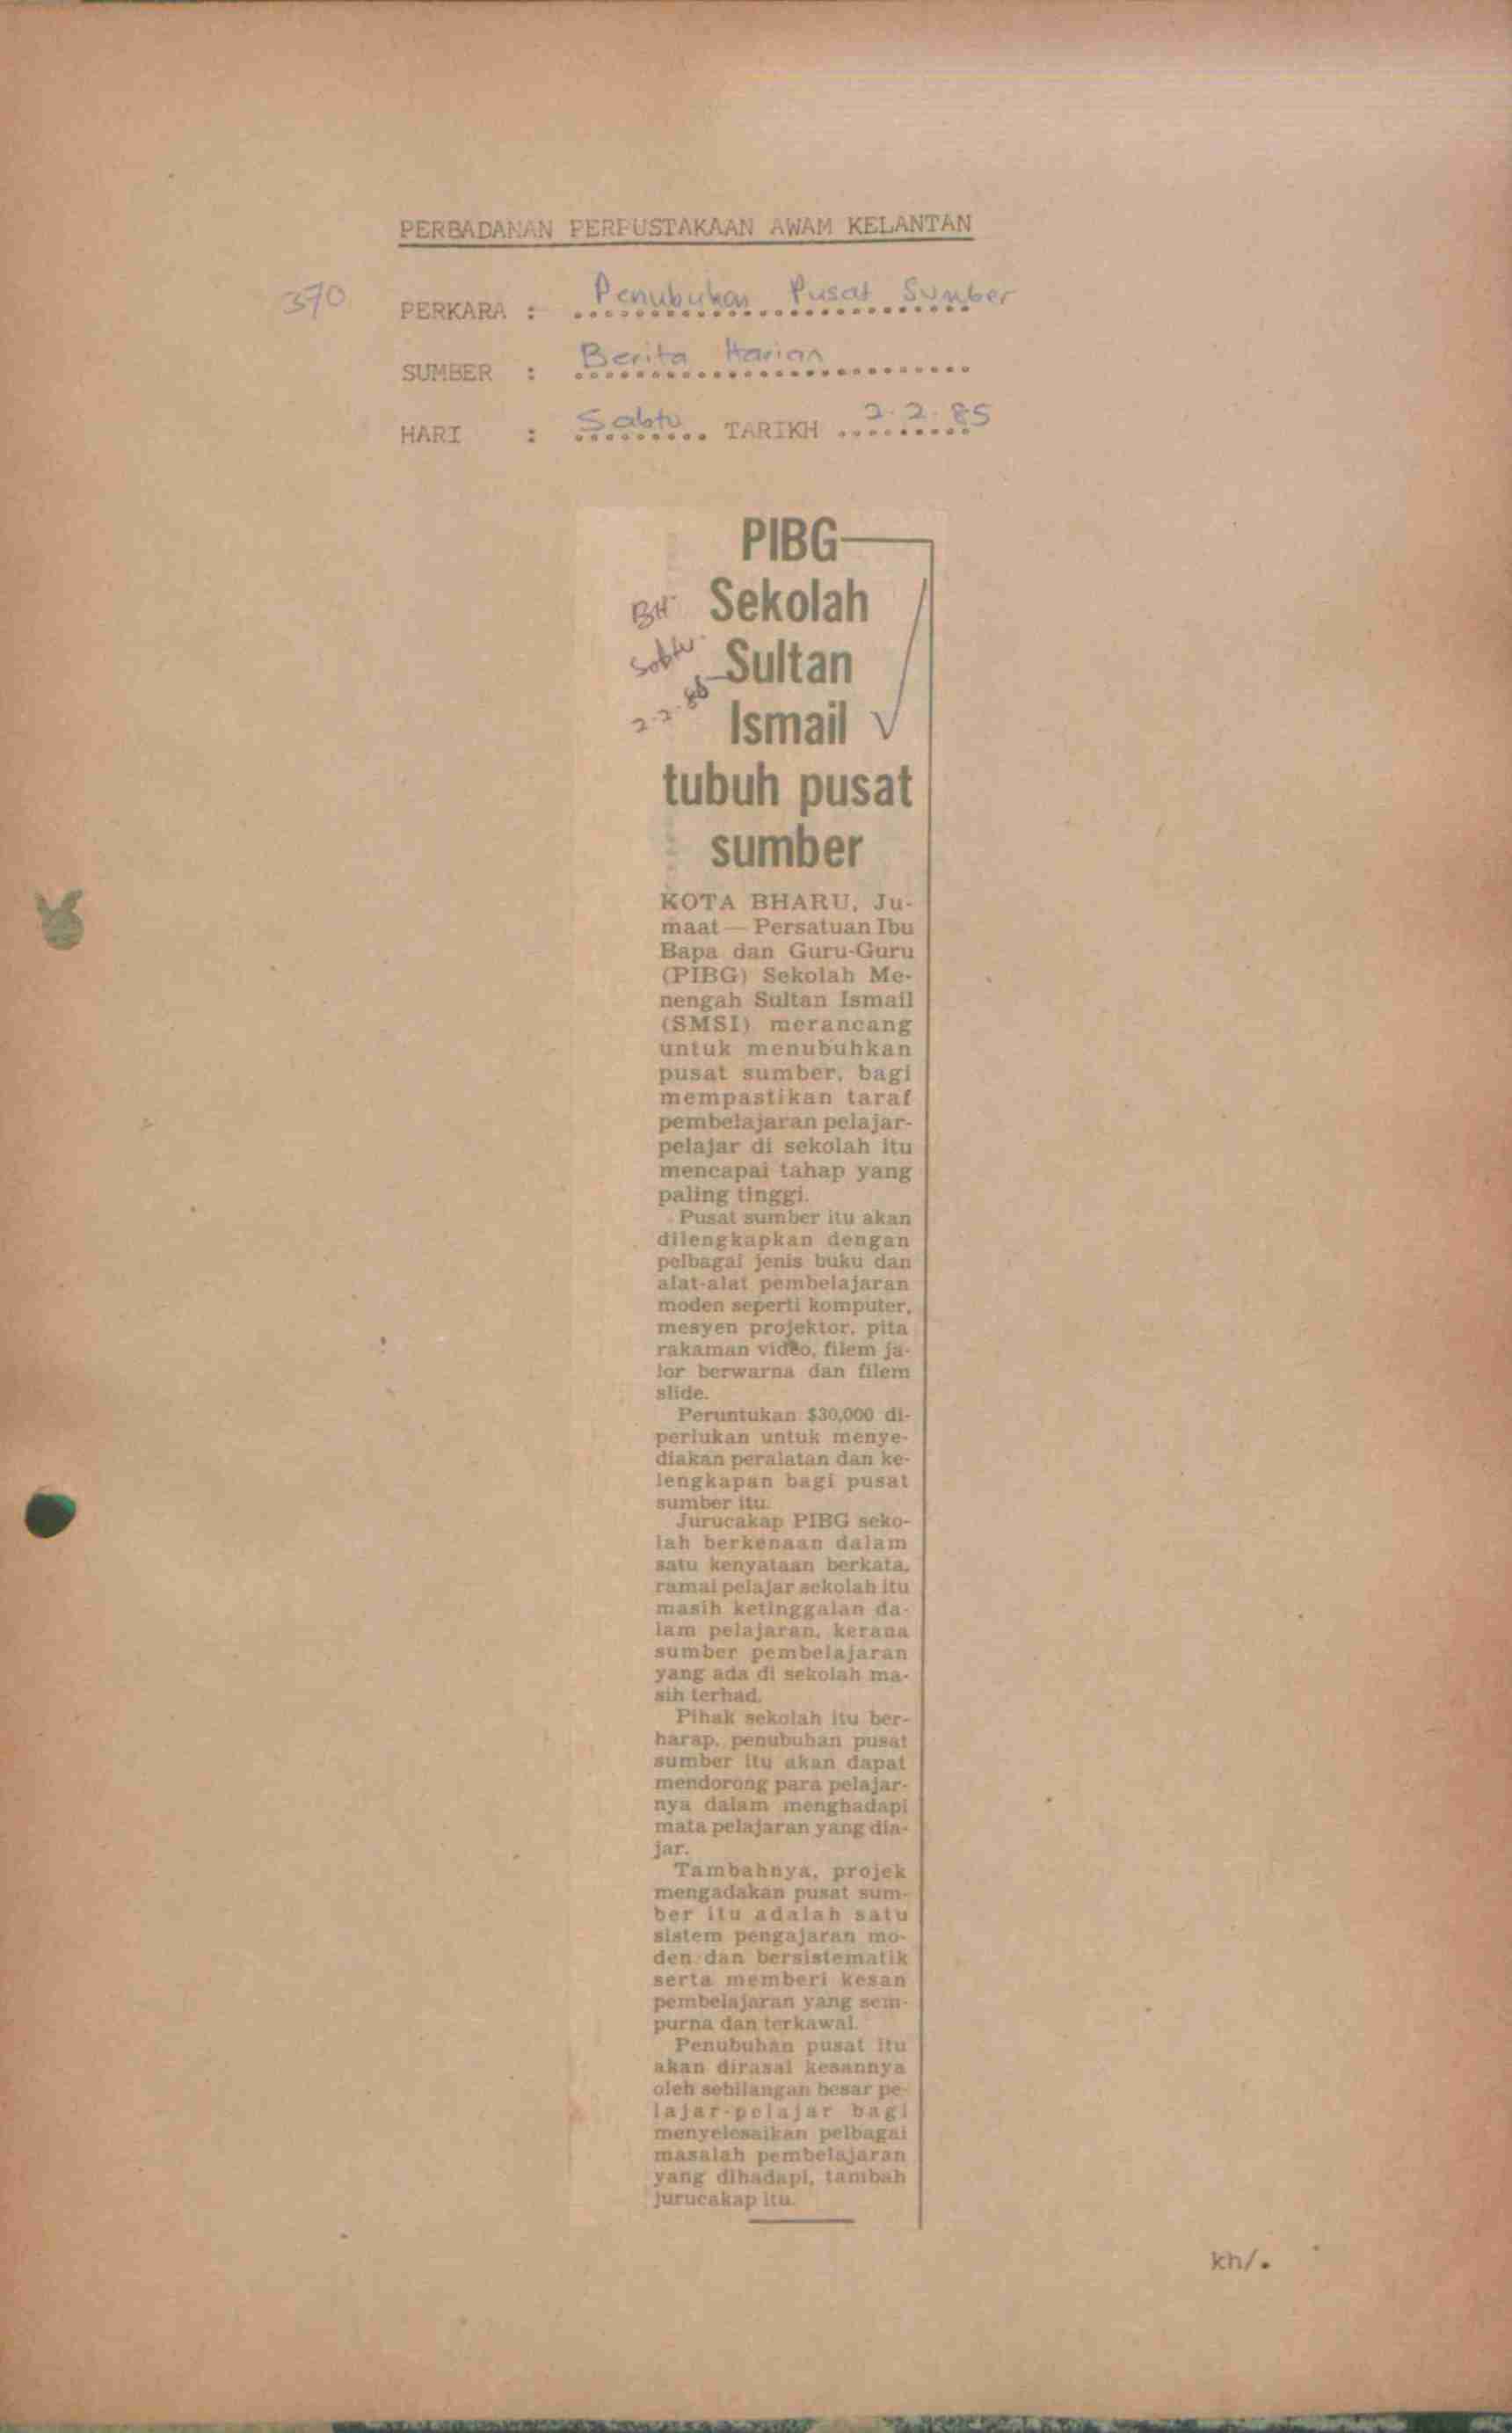 PERBADANAN PERPUSTAKAAN AWAM KELANTAN
370
PERKARA : Penubuhan Pusat Sumber
SUMBER : Berita Harian
HARI : Sabtu TARIKH 2.2.85
PIBG
Sekolah
Sultan
Ismail
tubuh pusat
sumber
BH
Sabtu
2.2.85
KOTA BHARU, Ju-
maat — Persatuan Ibu
Bapa dan Guru-Guru
(PIBG) Sekolah Me-
nengah Sultan Ismail
(SMSI) merancang
untuk menubuhkan
pusat sumber, bagi
mempastikan taraf
pembelajaran pelajar-
pelajar di sekolah itu
mencapai tahap yang
paling tinggi.
Pusat sumber itu akan
dilengkapkan dengan
pelbagai jenis buku dan
alat-alat pembelajaran
moden seperti komputer,
mesyen projektor, pita
rakaman video, filem ja-
lor berwarna dan filem
slide.
Peruntukan $30,000 di-
perlukan untuk menye-
diakan peralatan dan ke-
lengkapan bagi pusat
sumber itu.
Jurucakap PIBG seko-
lah berkenaan dalam
satu kenyataan berkata,
ramai pelajar sekolah itu
masih ketinggalan da-
lam pelajaran, kerana
sumber pembelajaran
yang ada di sekolah ma-
sih terhad.
Pihak sekolah itu ber-
harap, penubuhan pusat
sumber itu akan dapat
mendorong para pelajar-
nya dalam menghadapi
mata pelajaran yang dia-
jar.
Tambahnya, projek
mengadakan pusat sum-
ber itu adalah satu
sistem pengajaran mo-
den dan bersistematik
serta memberi kesan
pembelajaran yang sem-
purna dan terkawal.
Penubuhan pusat itu
akan dirasai kesannya
oleh sebilangan besar pe-
lajar-pelajar bagi
menyelesaikan pelbagai
masalah pembelajaran
yang dihadapi, tambah
jurucakap itu.
kh/.